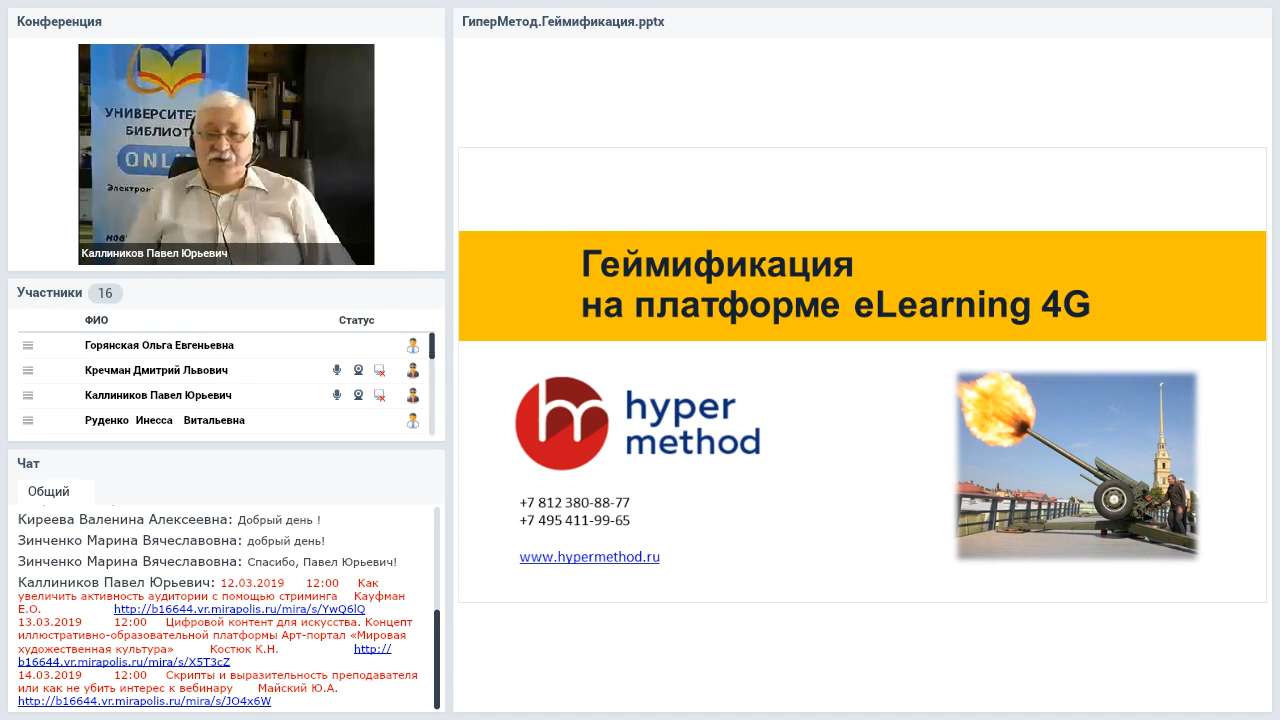 Конференция
УНИВЕРСИТЕ
БИБЛИОТ
ONLI
Электрон
нов
Каллиников Павел Юрьевич
Участники 16
ФИО Статус
Горянская Ольга Евгеньевна
Кречман Дмитрий Львович
Каллиников Павел Юрьевич
Руденко Инесса Витальевна
Чат
Общий
Киреева Валенина Алексеевна: Добрый день !
Зинченко Марина Вячеславовна: добрый день!
Зинченко Марина Вячеславовна: Спасибо, Павел Юрьевич!
Каллиников Павел Юрьевич: 12.03.2019 12:00 Как
увеличить активность аудитории с помощью стриминга Кауфман
Е.О. http://b16644.vr.mirapolis.ru/mira/s/YwQ6lQ
13.03.2019 12:00 Цифровой контент для искусства. Концепт
иллюстративно-образовательной платформы Арт-портал «Мировая
художественная культура» Костюк К.Н. http://
b16644.vr.mirapolis.ru/mira/s/X5T3cZ
14.03.2019 12:00 Скрипты и выразительность преподавателя
или как не убить интерес к вебинару Майский Ю.А.
http://b16644.vr.mirapolis.ru/mira/s/JO4x6W
ГиперМетод.Геймификация.pptx
Геймификация
на платформе eLearning 4G
hyper
method
+7 812 380-88-77
+7 495 411-99-65
www.hypermethod.ru